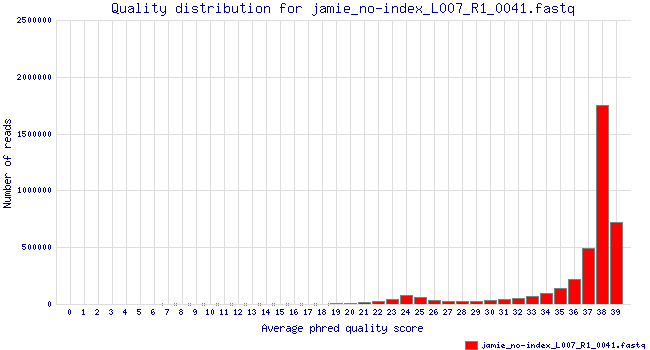 Quality distribution for jamie_no-index_L007_R1_0041.fastq
2500000
2000000
1500000
1000000
500000
0
Number of reads
0 1 2 3 4 5 6 7 8 9 10 11 12 13 14 15 16 17 18 19 20 21 22 23 24 25 26 27 28 29 30 31 32 33 34 35 36 37 38 39
Average phred quality score
jamie_no-index_L007_R1_0041.fastq